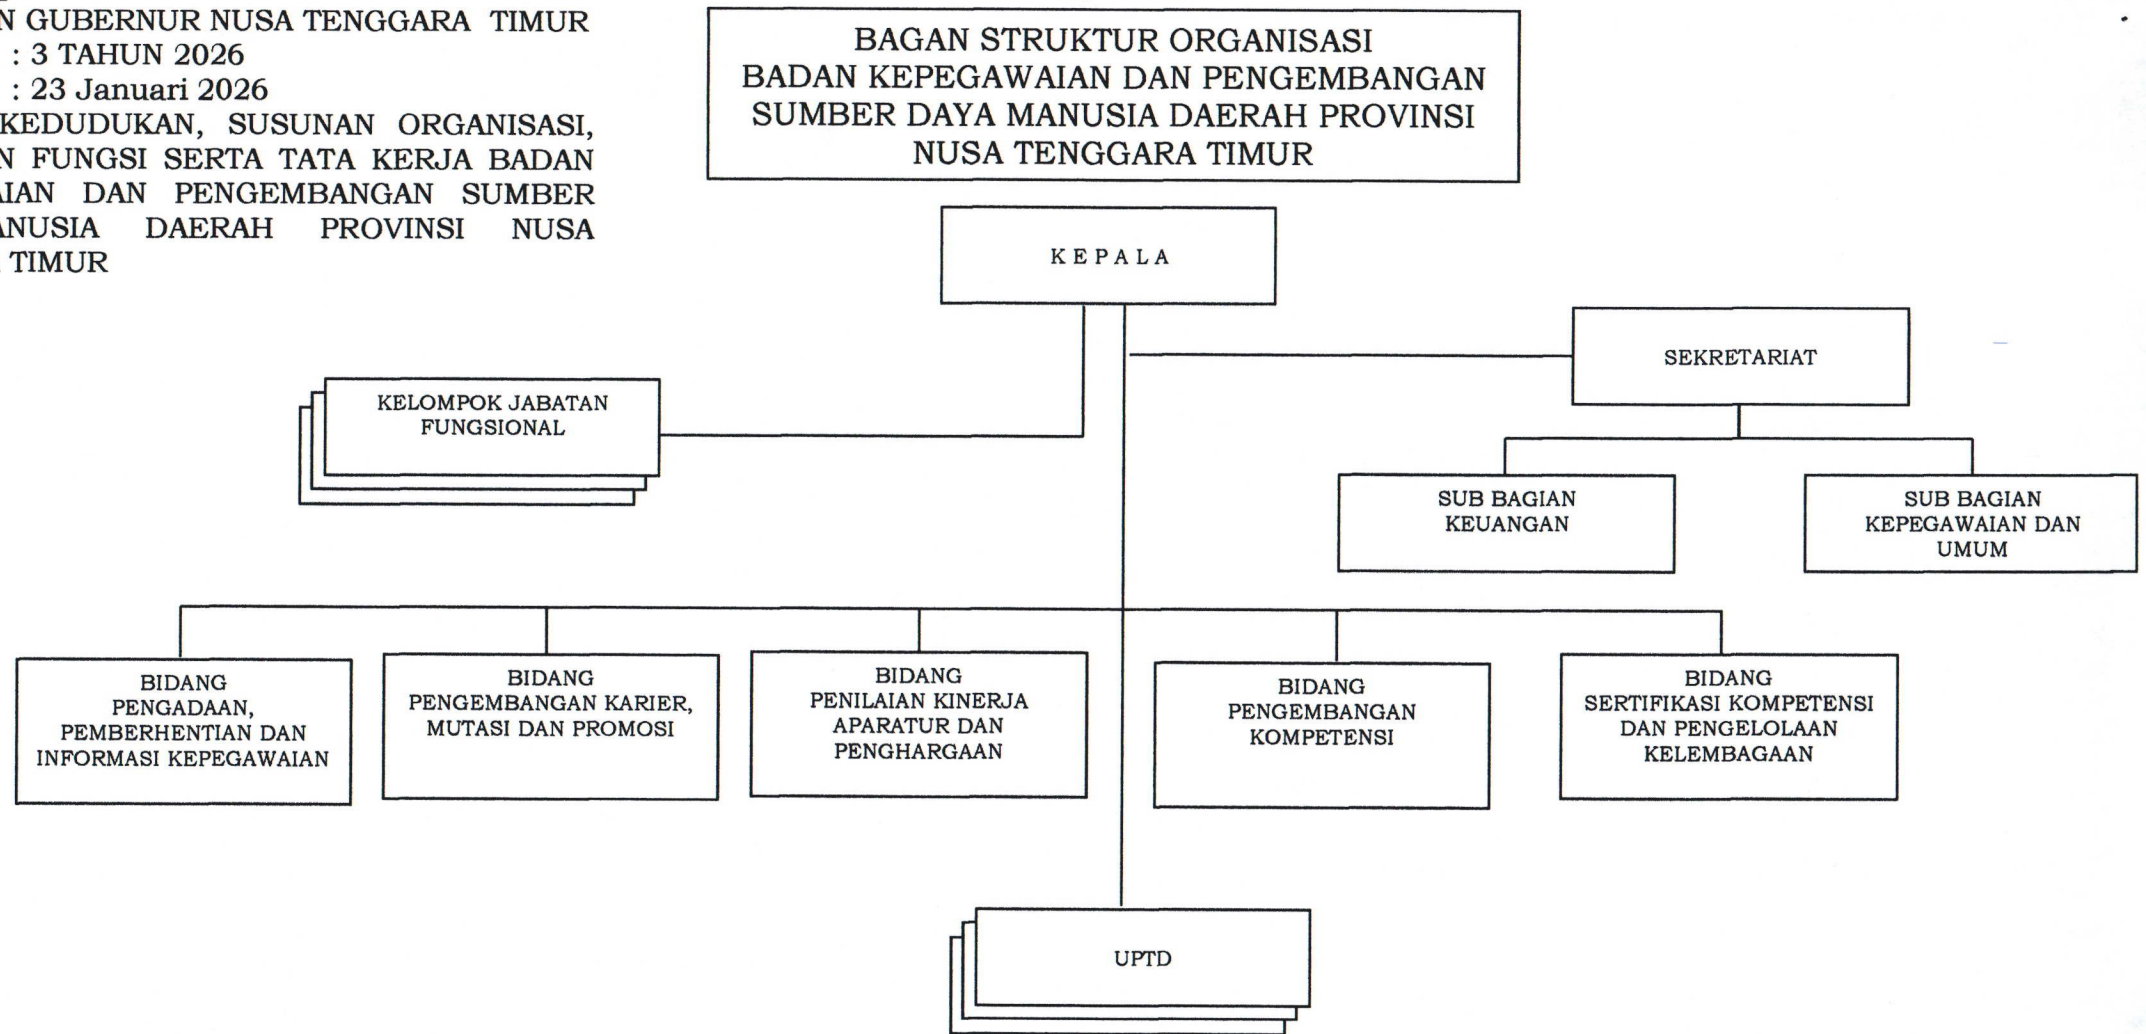 GUBERNUR NUSA TENGGARA TIMUR
: 3 TAHUN 2026
: 23 Januari 2026
KEDUDUKAN, SUSUNAN ORGANISASI,
FUNGSI SERTA TATA KERJA BADAN
DAN PENGEMBANGAN SUMBER
DAERAH PROVINSI NUSA
TIMUR
BAGAN STRUKTUR ORGANISASI
BADAN KEPEGAWAIAN DAN PENGEMBANGAN
SUMBER DAYA MANUSIA DAERAH PROVINSI
NUSA TENGGARA TIMUR
K E P A L A
SEKRETARIAT
KELOMPOK JABATAN
FUNGSIONAL
SUB BAGIAN
KEUANGAN
SUB BAGIAN
KEPEGAWAIAN DAN
UMUM
BIDANG
PENGADAAN,
PEMBERHENTIAN DAN
INFORMASI KEPEGAWAIAN
BIDANG
PENGEMBANGAN KARIER,
MUTASI DAN PROMOSI
BIDANG
PENILAIAN KINERJA
APARATUR DAN
PENGHARGAAN
BIDANG
PENGEMBANGAN
KOMPETENSI
BIDANG
SERTIFIKASI KOMPETENSI
DAN PENGELOLAAN
KELEMBAGAAN
UPTD